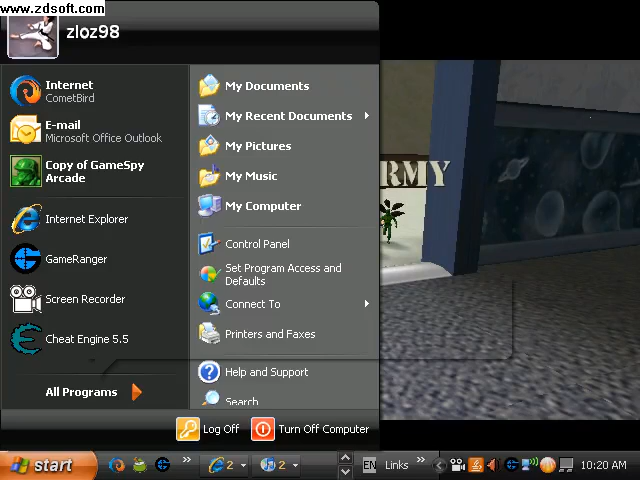 www.zdsoft.com
zloz98
Internet
CometBird
E-mail
Microsoft Office Outlook
Copy of GameSpy
Arcade
Internet Explorer
GameRanger
Screen Recorder
Cheat Engine 5.5
All Programs
My Documents
My Recent Documents
My Pictures
My Music
My Computer
Control Panel
Set Program Access and
Defaults
Connect To
Printers and Faxes
Help and Support
Search
RMY
Log Off
Turn Off Computer
start
2
2
EN
Links
10:20 AM